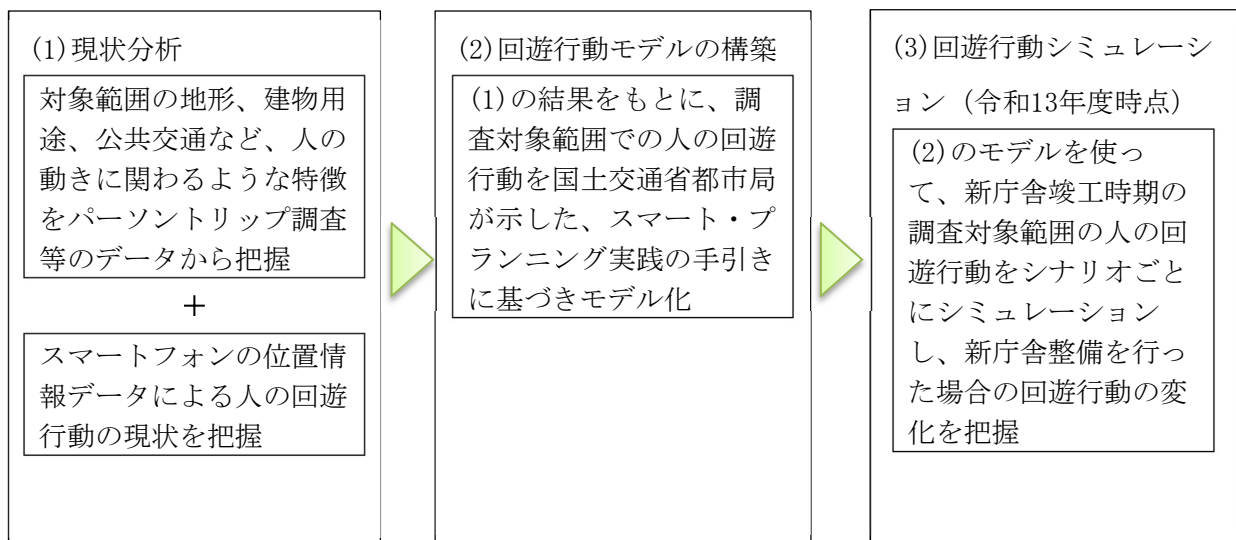 (1)現状分析
対象範囲の地形、建物用
途、公共交通など、人の
動きに関わるような特徴
をパーソントリップ調査
等のデータから把握
+
スマートフォンの位置情
報データによる人の回遊
行動の現状を把握
(2)回遊行動モデルの構築
(1)の結果をもとに、調
査対象範囲での人の回遊
行動を国土交通省都市局
が示した、スマート・プ
ランニング実践の手引き
に基づきモデル化
(3)回遊行動シミュレーシ
ョン（令和13年度時点）
(2)のモデルを使っ
て、新庁舎竣工時期の
調査対象範囲の人の回
遊行動をシナリオごと
にシミュレーション
し、新庁舎整備を行っ
た場合の回遊行動の変
化を把握